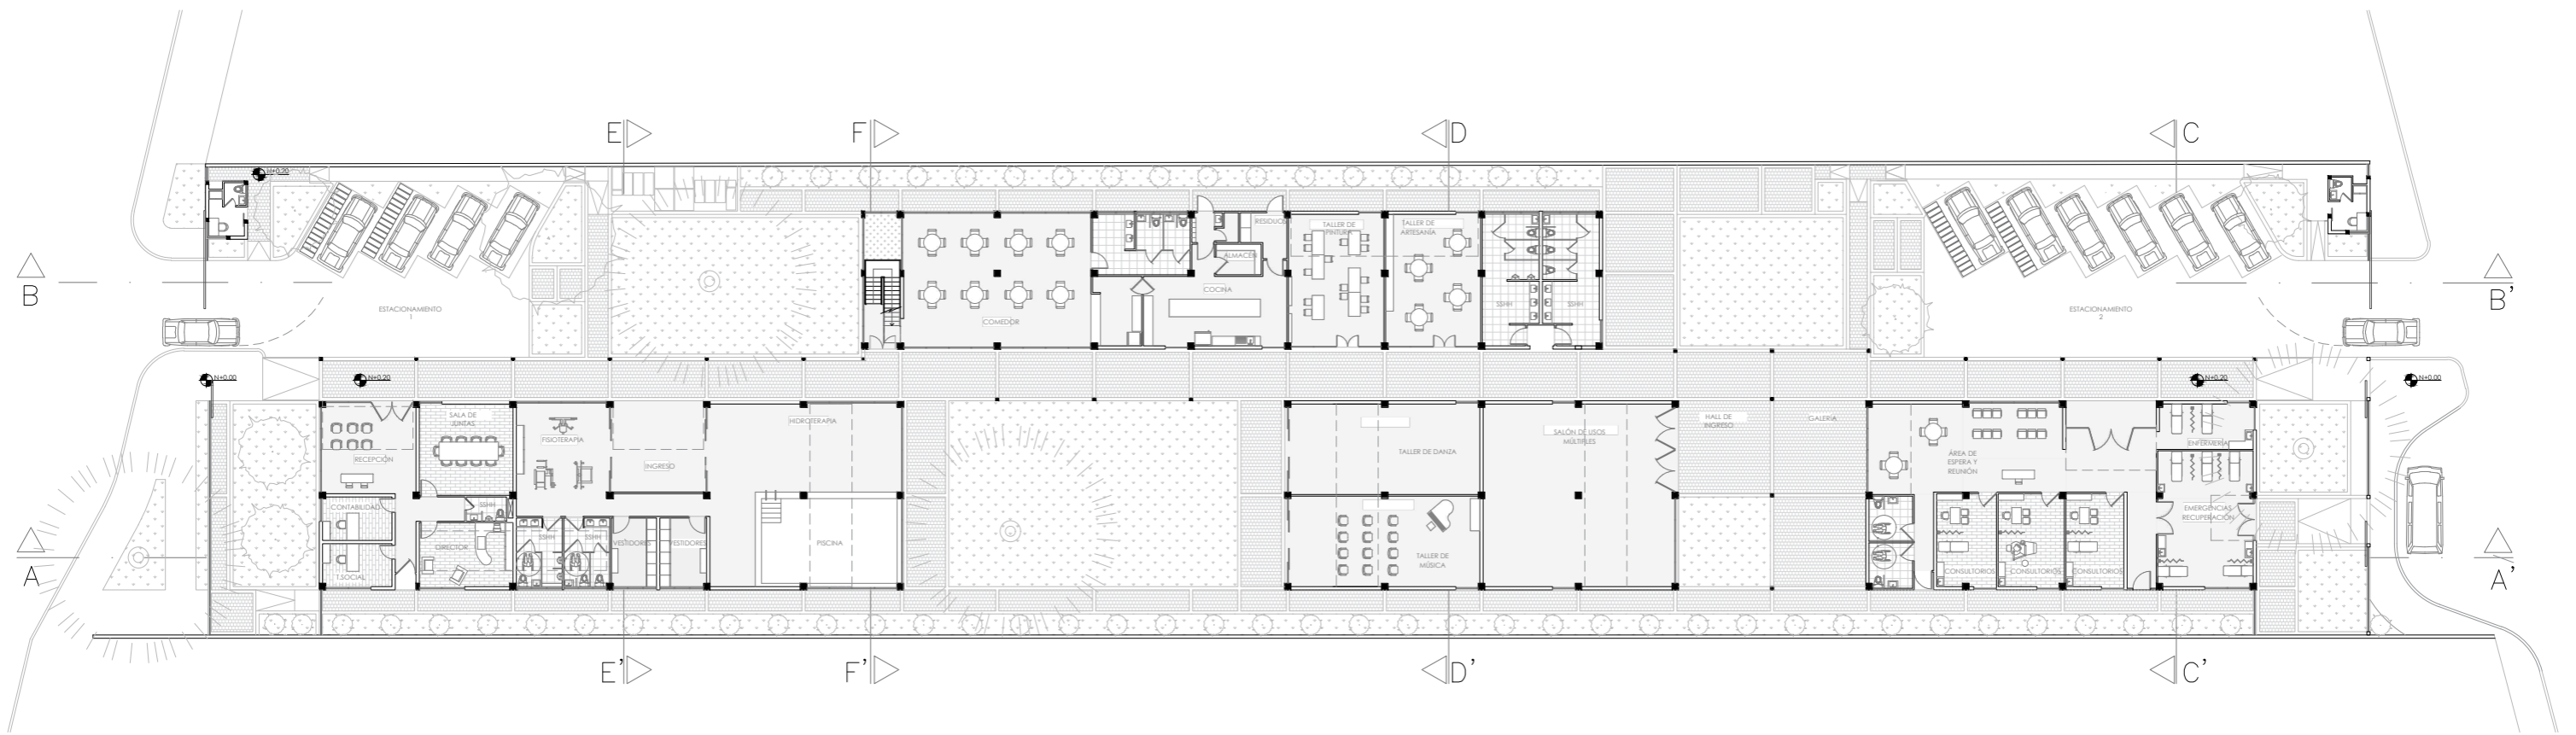 E
F
D
C
N+0.20
RESIDUOS
TALLER DE
PINTURA
TALLER DE
ARTESANÍA
ALMACÉN
COCINA
B
B'
SSHH
SSHH
ESTACIONAMIENTO
1
COMEDOR
ESTACIONAMIENTO
2
N+0.00
N+0.20
N+0.20
N+0.00
SALA DE
JUNTAS
HIDROTERAPIA
HALL DE
INGRESO
GALERÍA
FISIOTERAPIA
SALÓN DE USOS
MÚLTIPLES
ENFERMERÍA
RECEPCIÓN
INGRESO
TALLER DE DANZA
ÁREA DE
ESPERA Y
REUNIÓN
CONTABILIDAD
SSHH
EMERGENCIAS
RECUPERACIÓN
SSHH
SSHH
VESTIDORES
VESTIDORES
PISCINA
DIRECTOR
TALLER DE
MÚSICA
T.SOCIAL
CONSULTORIOS
CONSULTORIOS
CONSULTORIOS
A
A'
E'
F'
D'
C'